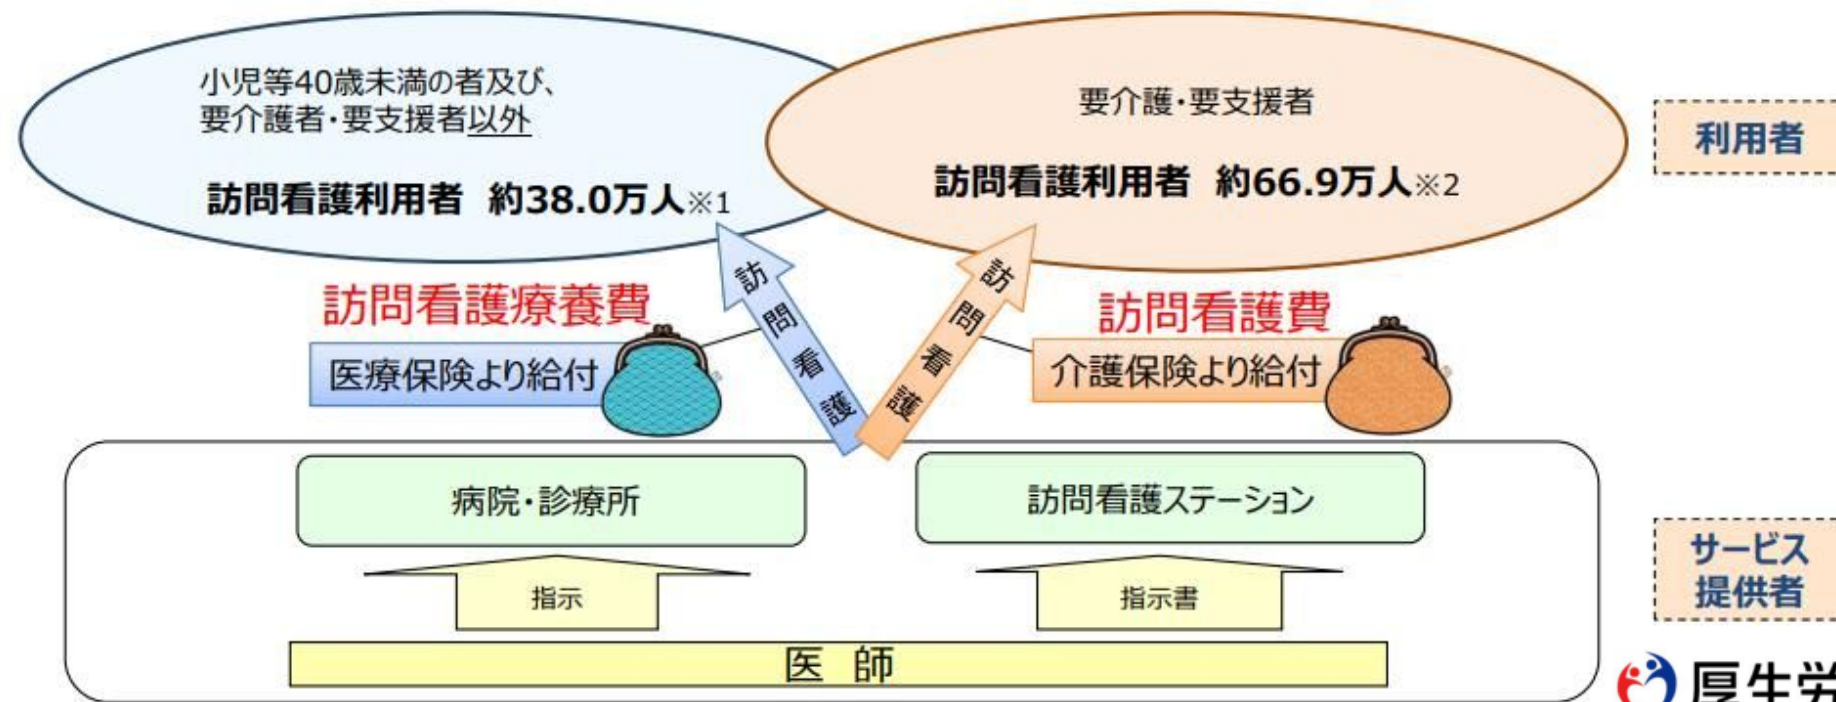 小児等40歳未満の者及び、
要介護者・要支援者以外
訪問看護利用者 約38.0万人※1
要介護・要支援者
訪問看護利用者 約66.9万人※2
利用者
訪問看護療養費
医療保険より給付
訪問看護
訪問看護
訪問看護費
介護保険より給付
病院・診療所
訪問看護ステーション
指示
指示書
医 師
サービス
提供者
厚生労